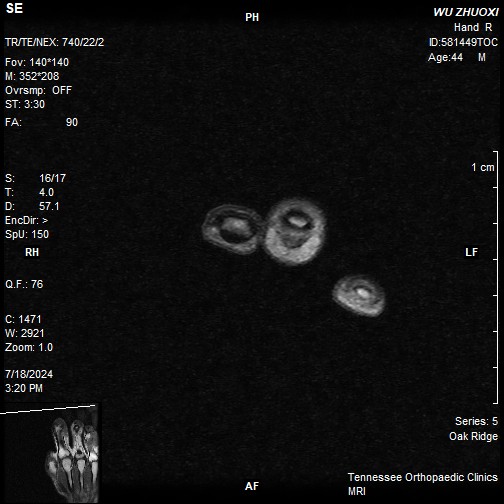 SE
PH
WU ZHUOXI
Hand R
ID:581449TOC
Age:44 M
TR/TE/NEX: 740/22/2
Fov: 140*140
M: 352*208
Ovrsmp: OFF
ST: 3:30
FA: 90
1 cm
S: 16/17
T: 4.0
D: 57.1
EncDir: >
SpU: 150
RH
LF
Q.F.: 76
C: 1471
W: 2921
Zoom: 1.0
7/18/2024
3:20 PM
Series: 5
Oak Ridge
Tennessee Orthopaedic Clinics
MRI
AF